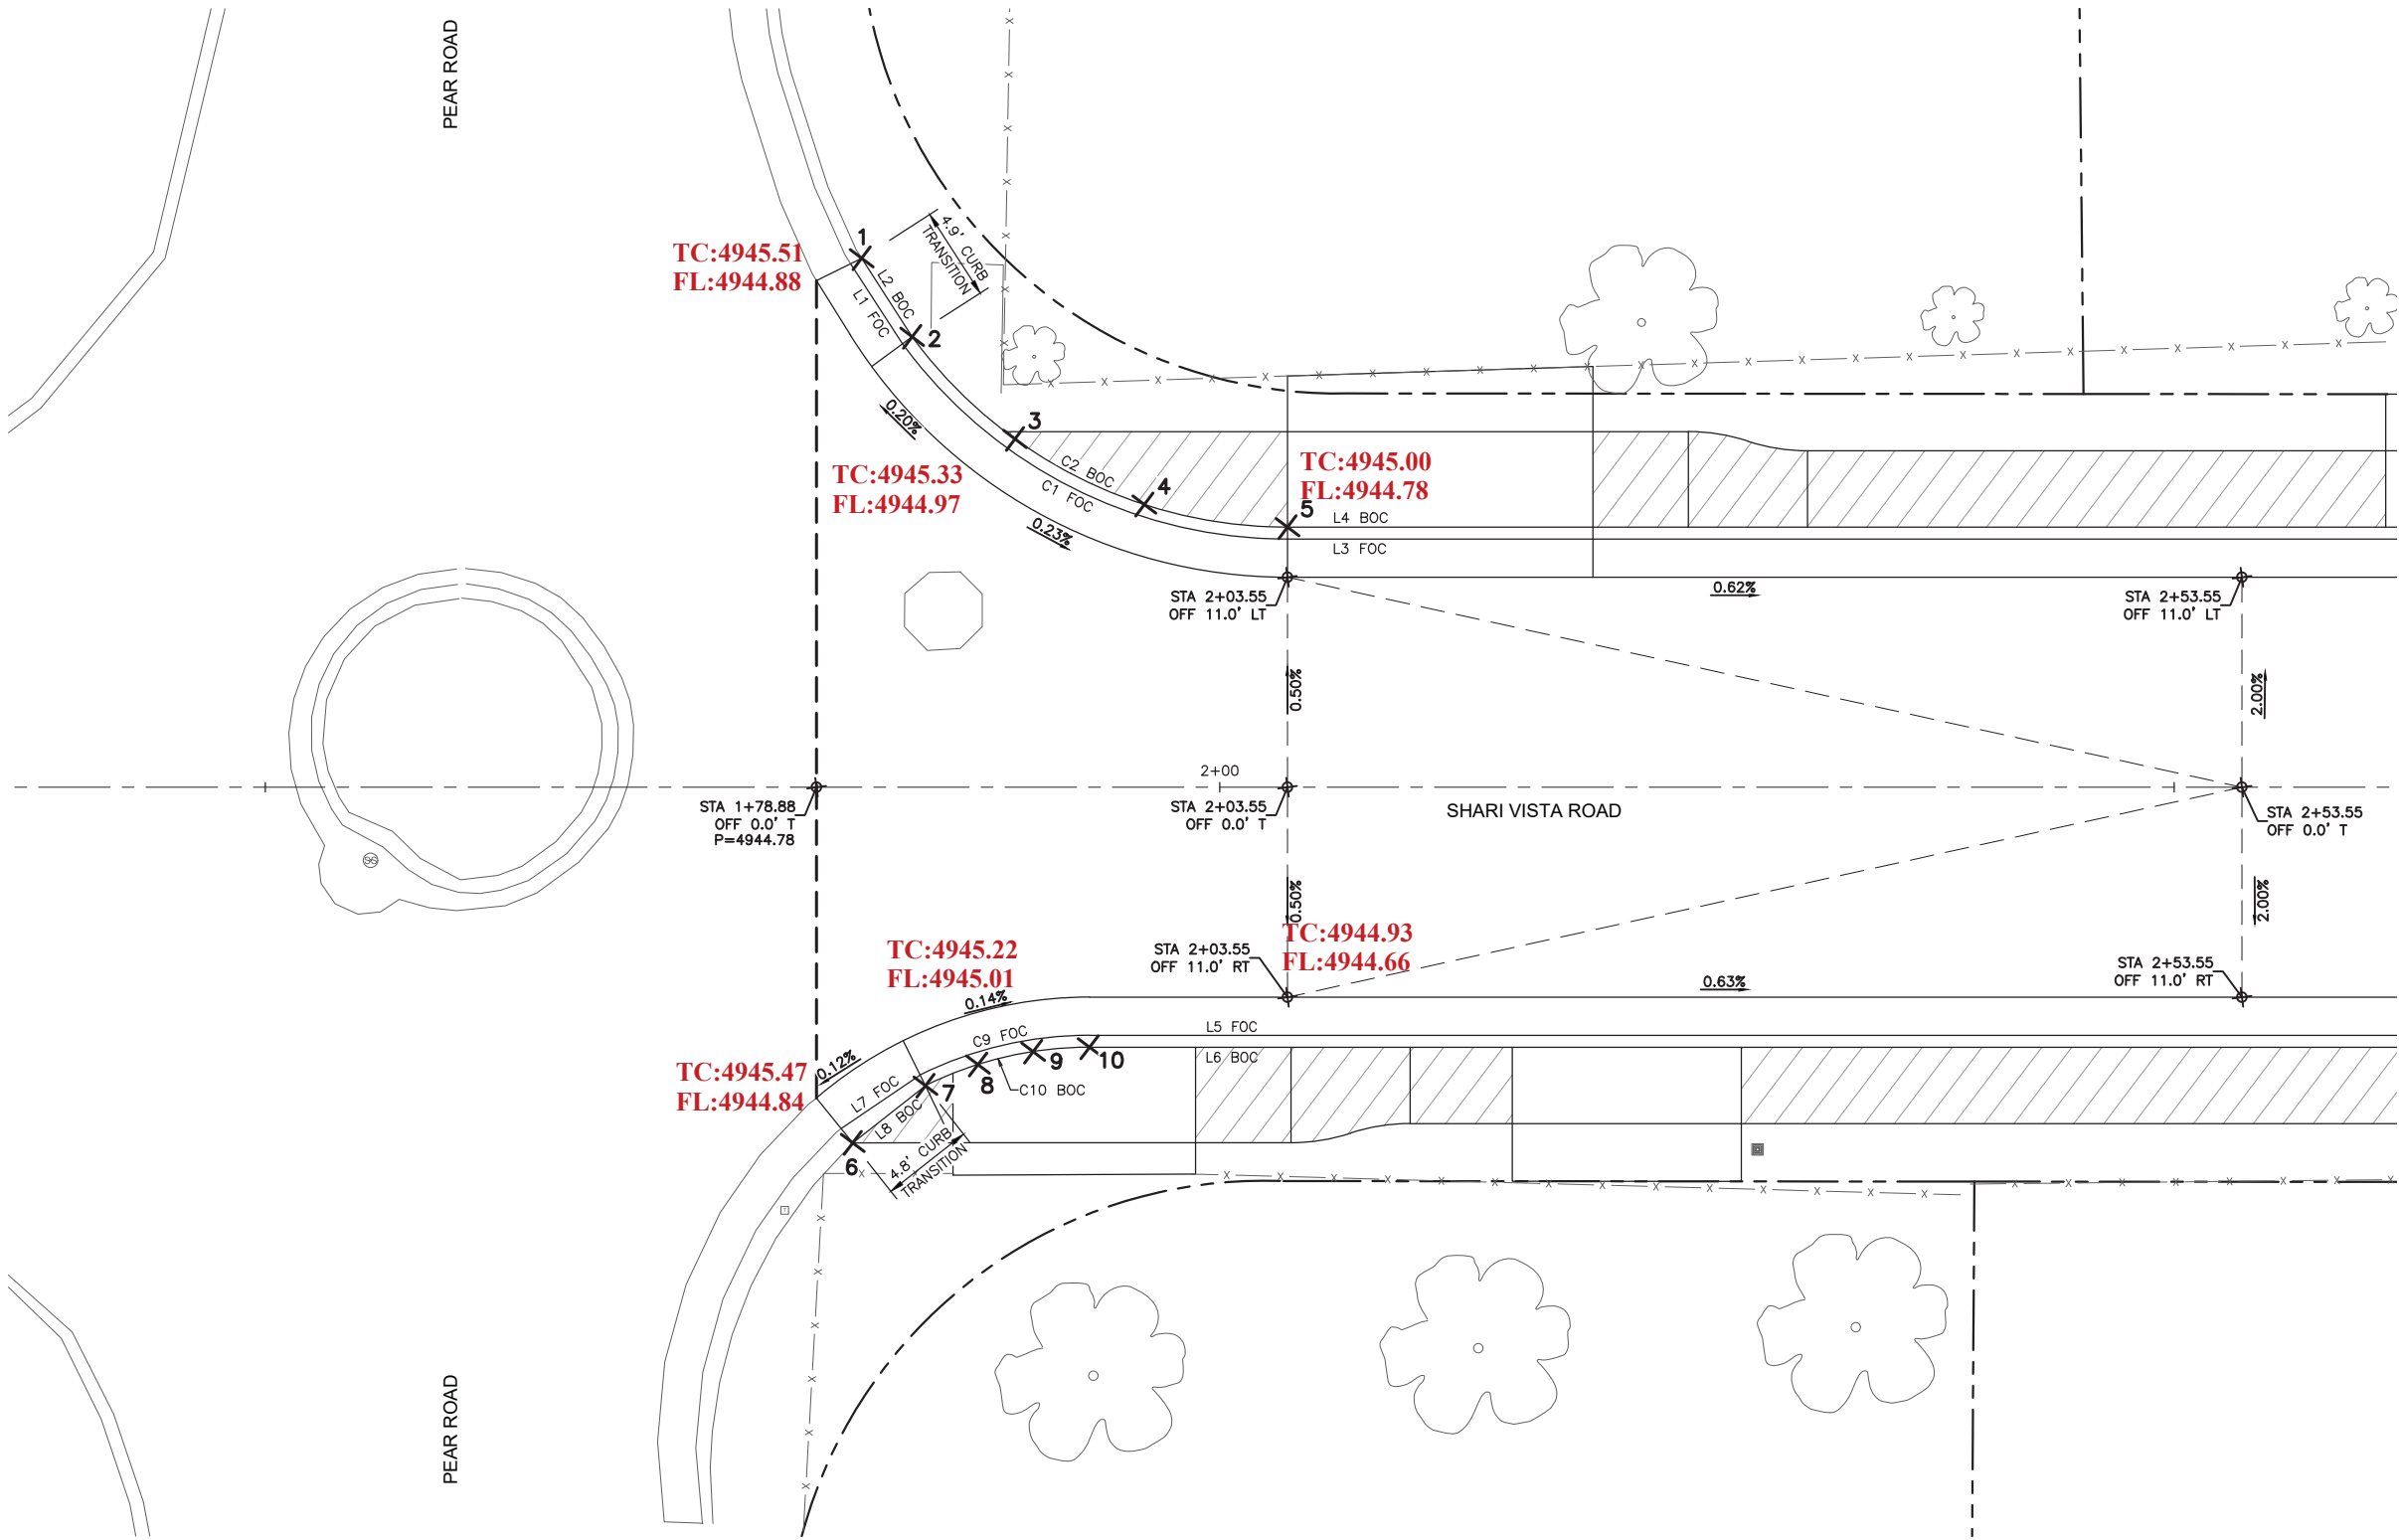 PEAR ROAD
1
4.9' CURB
TRANSITION
TC:4945.51
FL:4944.88
L2 BOC
L1 FOC
2
0.20%
3
TC:4945.33
FL:4944.97
C2 BOC
C1 FOC
4
TC:4945.00
FL:4944.78
5
L4 BOC
L3 FOC
0.23%
STA 2+03.55
OFF 11.0' LT
0.62%
STA 2+53.55
OFF 11.0' LT
0.50%
2.00%
2+00
STA 1+78.88
OFF 0.0' T
P=4944.78
STA 2+03.55
OFF 0.0' T
SHARI VISTA ROAD
STA 2+53.55
OFF 0.0' T
SS
0.50%
2.00%
TC:4945.22
FL:4945.01
STA 2+03.55
OFF 11.0' RT
TC:4944.93
FL:4944.66
0.63%
STA 2+53.55
OFF 11.0' RT
0.14%
C9 FOC
L5 FOC
L6 BOC
9
10
8
C10 BOC
0.12%
TC:4945.47
FL:4944.84
L7 FOC
L8 BOC
7
6
4.8' CURB
TRANSITION
PEAR ROAD